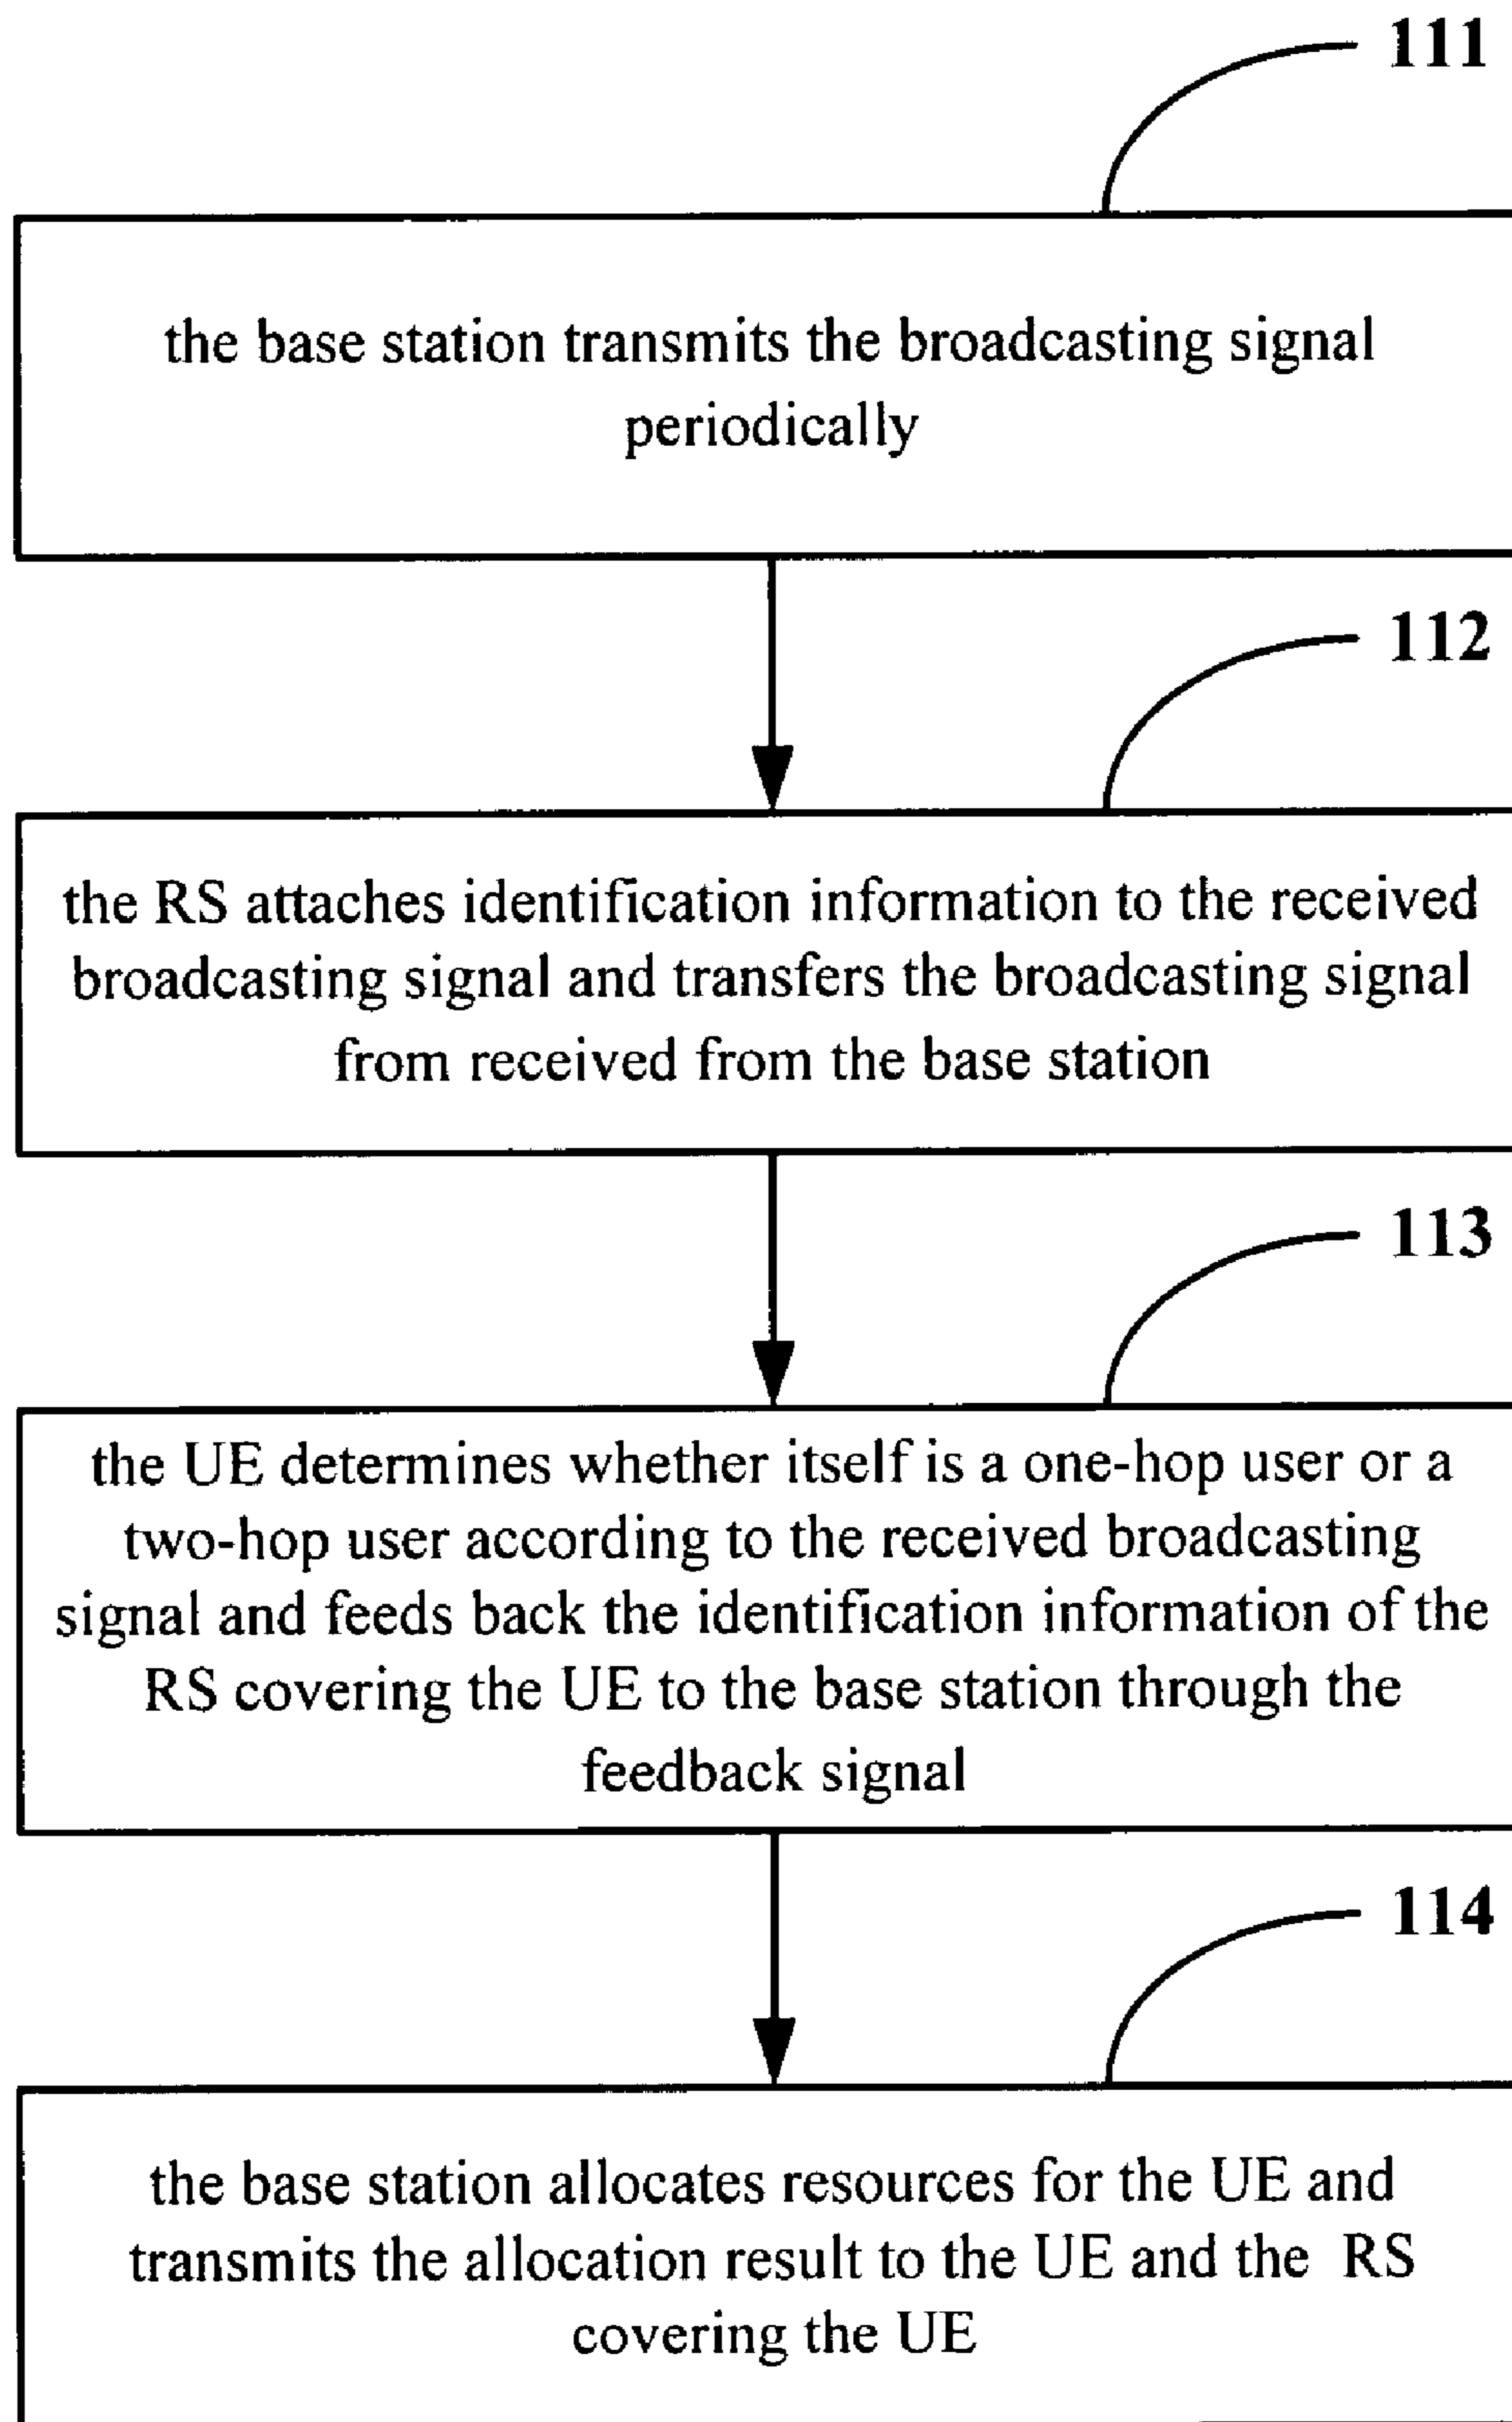 111
the base station transmits the broadcasting signal
periodically
112
the RS attaches identification information to the received
broadcasting signal and transfers the broadcasting signal
from received from the base station
113
the UE determines whether itself is a one-hop user or a
two-hop user according to the received broadcasting
signal and feeds back the identification information of the
RS covering the UE to the base station through the
feedback signal
114
the base station allocates resources for the UE and
transmits the allocation result to the UE and the RS
covering the UE